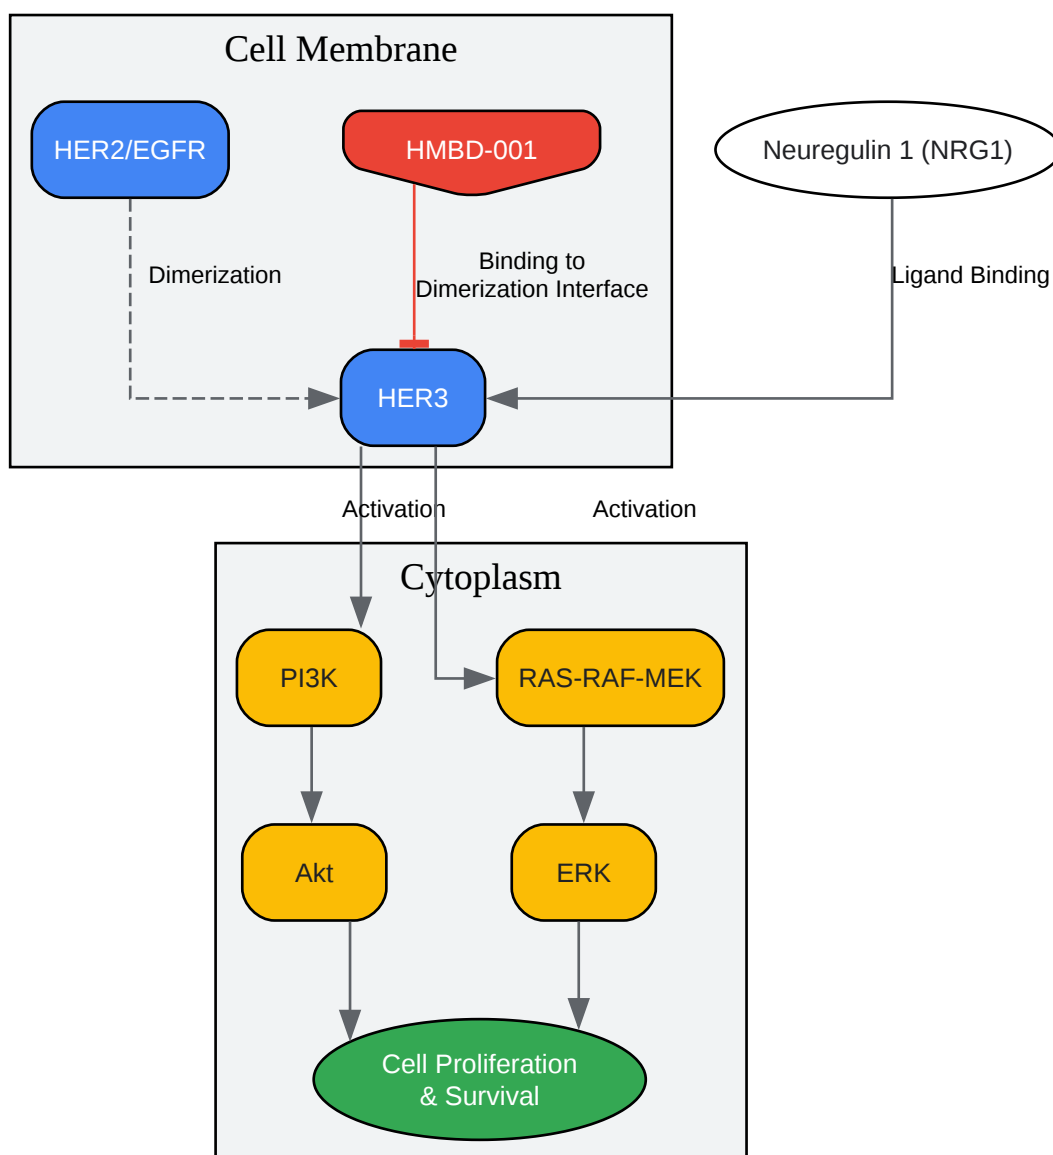 Cell Membrane
HER2/EGFR
HMBD-001
Neuregulin 1 (NRG1)
Dimerization
Binding to
Dimerization Interface
Ligand Binding
HER3
Activation
Activation
Cytoplasm
PI3K
RAS-RAF-MEK
Akt
ERK
Cell Proliferation
& Survival